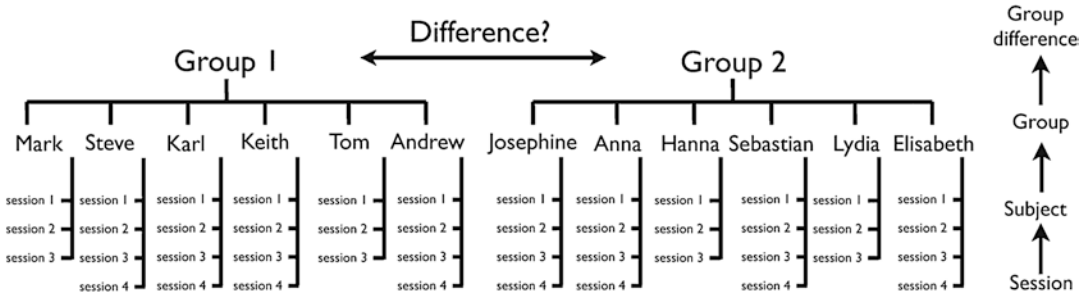 Difference?
Group 1
Group 2
Mark Steve Karl Keith Tom Andrew Josephine Anna Hanna Sebastian Lydia Elisabeth
session 1 session 1 session 1 session 1 session 1 session 1 session 1 session 1 session 1 session 1 session 1 session 1
session 2 session 2 session 2 session 2 session 2 session 2 session 2 session 2 session 2 session 2 session 2 session 2
session 3 session 3 session 3 session 3 session 3 session 3 session 3 session 3 session 3 session 3 session 3 session 3
session 4 session 4 session 4 session 4 session 4 session 4 session 4 session 4 session 4
Group
difference
Group
Subject
Session